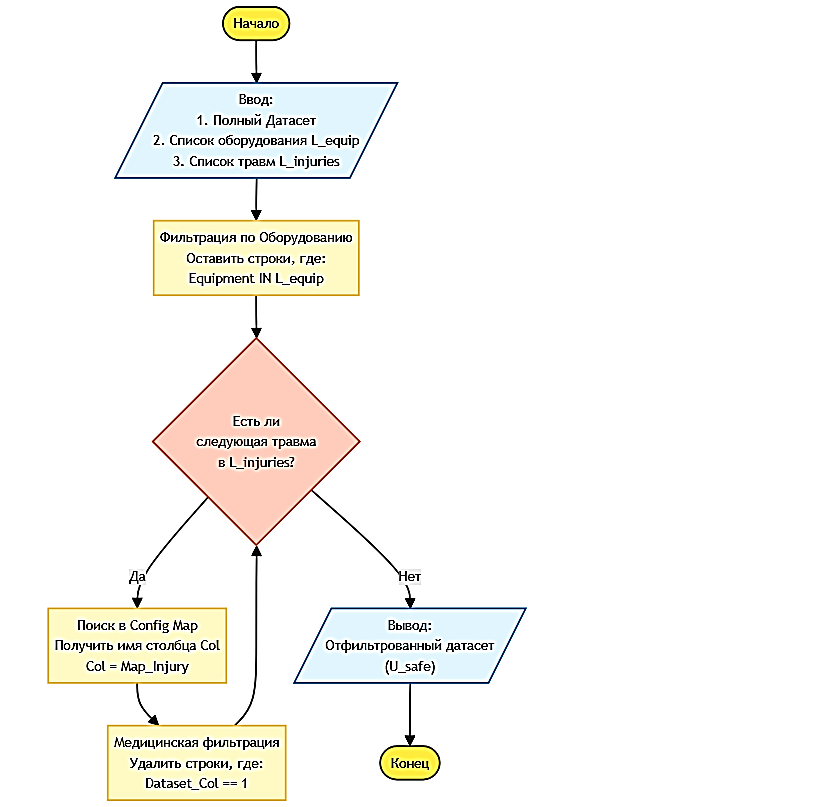 Начало
Ввод:
1. Полный Датасет
2. Список оборудования L_equip
3. Список травм L_injuries
Фильтрация по Оборудованию
Оставить строки, где:
Equipment IN L_equip
Есть ли
следующая травма
в L_injuries?
Да
Нет
Поиск в Config Map
Получить имя столбца Col
Col = Map_Injury
Вывод:
Отфильтрованный датасет
(U_safe)
Медицинская фильтрация
Удалить строки, где:
Dataset_Col == 1
Конец